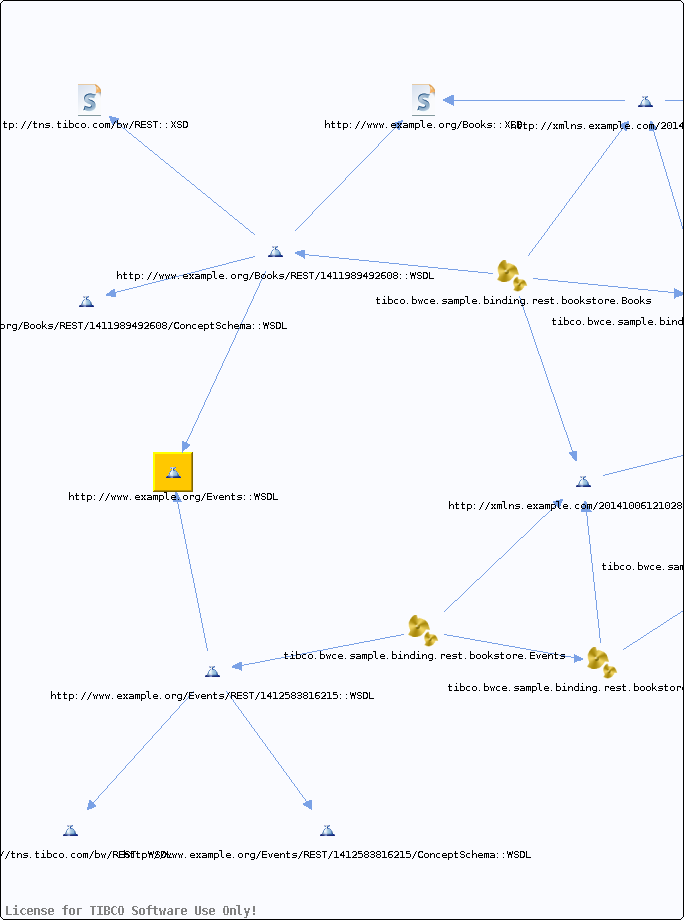 tp://tns.tibco.com/bw/REST::XSD
http://www.example.org/Books::XSD
http://xmlns.example.com/2014
http://www.example.org/Books/REST/1411989492608::WSDL
tibco.bwce.sample.binding.rest.bookstore.Books
org/Books/REST/1411989492608/ConceptSchema::WSDL
tibco.bwce.sample.bind
http://www.example.org/Events::WSDL
http://xmlns.example.com/20141006121028
tibco.bwce.sam
tibco.bwce.sample.binding.rest.bookstore.Events
tibco.bwce.sample.binding.rest.bookstore
http://www.example.org/Events/REST/1412583816215::WSDL
//tns.tibco.com/bw/REST::WSDL
http://www.example.org/Events/REST/1412583816215/ConceptSchema::WSDL
License for TIBCO Software Use Only!